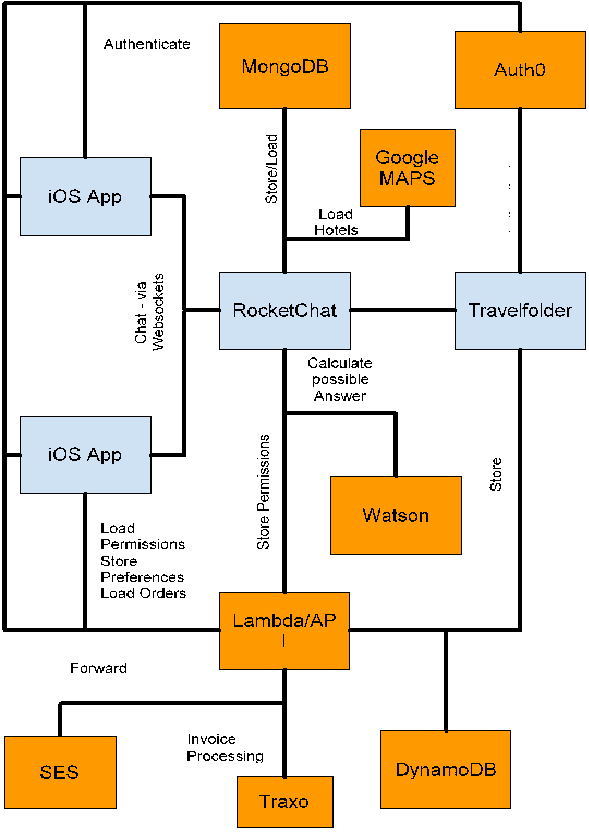 Authenticate
MongoDB
Auth0
Google
MAPS
Store/Load
iOS App
Load
Hotels
Chat - via
Websockets
RocketChat
Travelfolder
Calculate
possible
Answer
iOS App
Store Permissions
Store
Watson
Load
Permissions
Store
Preferences
Load Orders
Lambda/AP
I
Forward
Invoice
Processing
SES
Traxo
DynamoDB